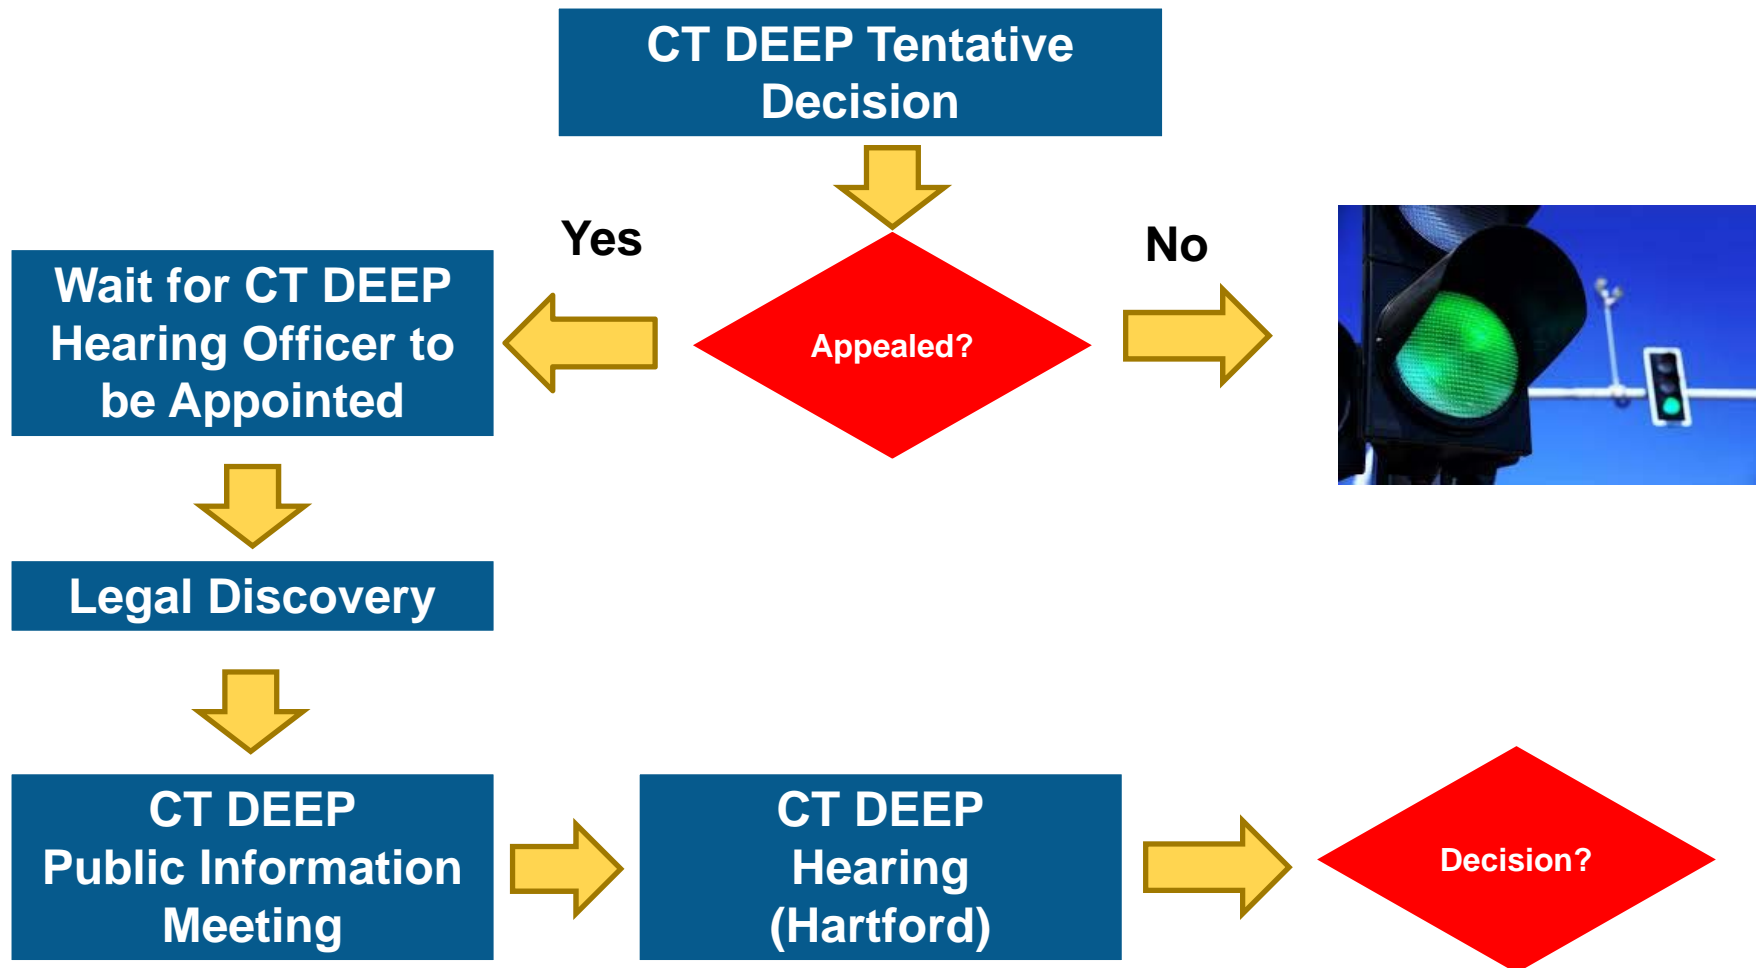 CT DEEP Tentative
Decision
Yes
No
Appealed?
Wait for CT DEEP
Hearing Officer to
be Appointed
Legal Discovery
CT DEEP
Public Information
Meeting
CT DEEP
Hearing
(Hartford)
Decision?